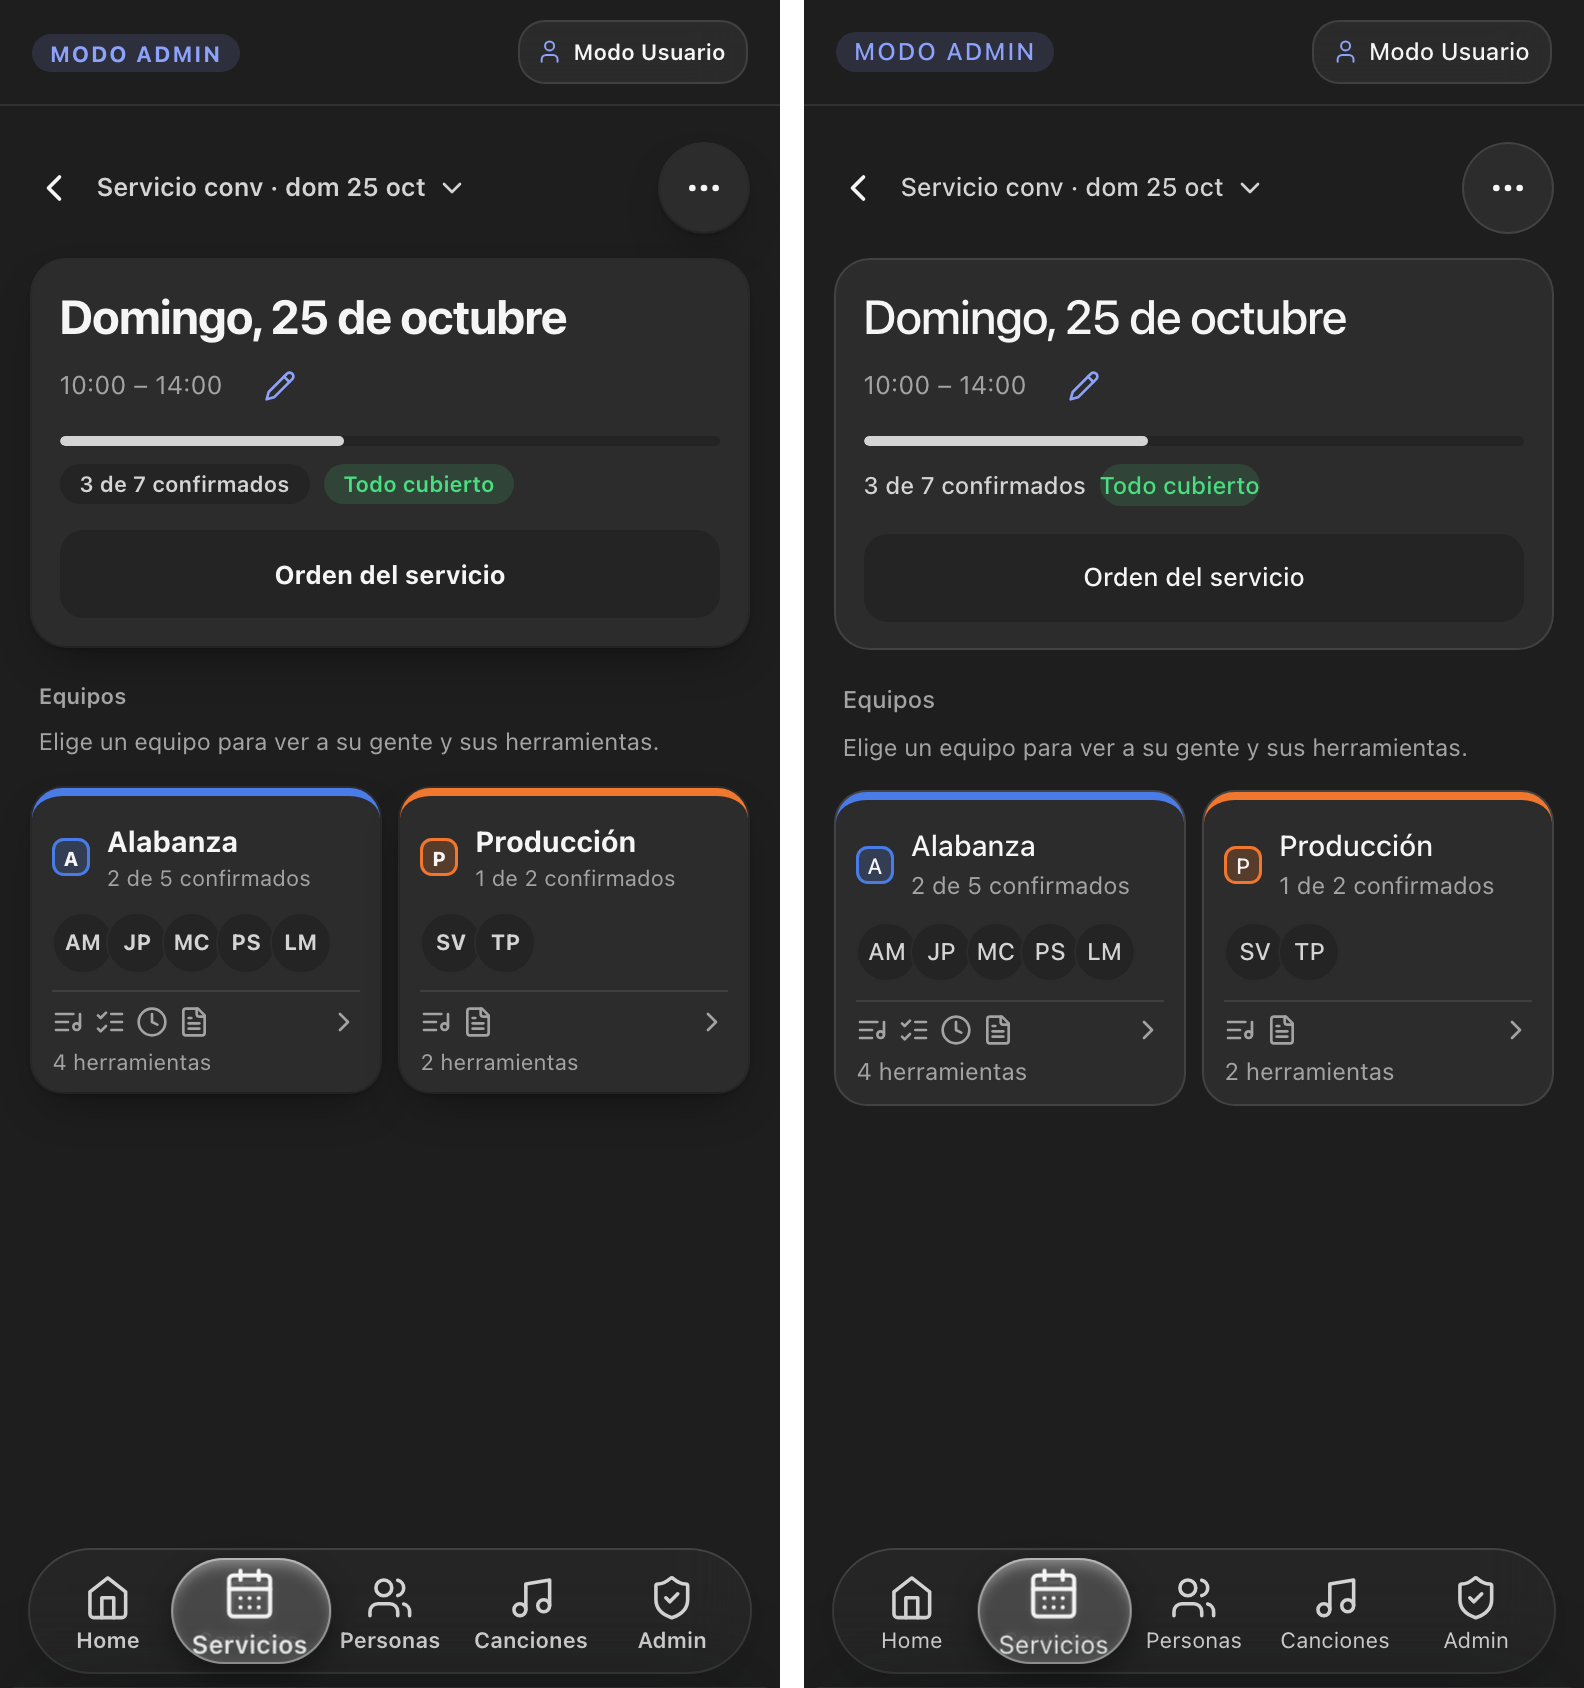 MODO ADMIN
Modo Usuario
Servicio conv · dom 25 oct
Domingo, 25 de octubre
10:00 – 14:00
3 de 7 confirmados
Todo cubierto
Orden del servicio
Equipos
Elige un equipo para ver a su gente y sus herramientas.
A
Alabanza
2 de 5 confirmados
AM JP MC PS LM
4 herramientas
P
Producción
1 de 2 confirmados
SV TP
2 herramientas
Home
Servicios
Personas
Canciones
Admin
MODO ADMIN
Modo Usuario
Servicio conv · dom 25 oct
Domingo, 25 de octubre
10:00 – 14:00
3 de 7 confirmados
Todo cubierto
Orden del servicio
Equipos
Elige un equipo para ver a su gente y sus herramientas.
A
Alabanza
2 de 5 confirmados
AM JP MC PS LM
4 herramientas
P
Producción
1 de 2 confirmados
SV TP
2 herramientas
Home
Servicios
Personas
Canciones
Admin